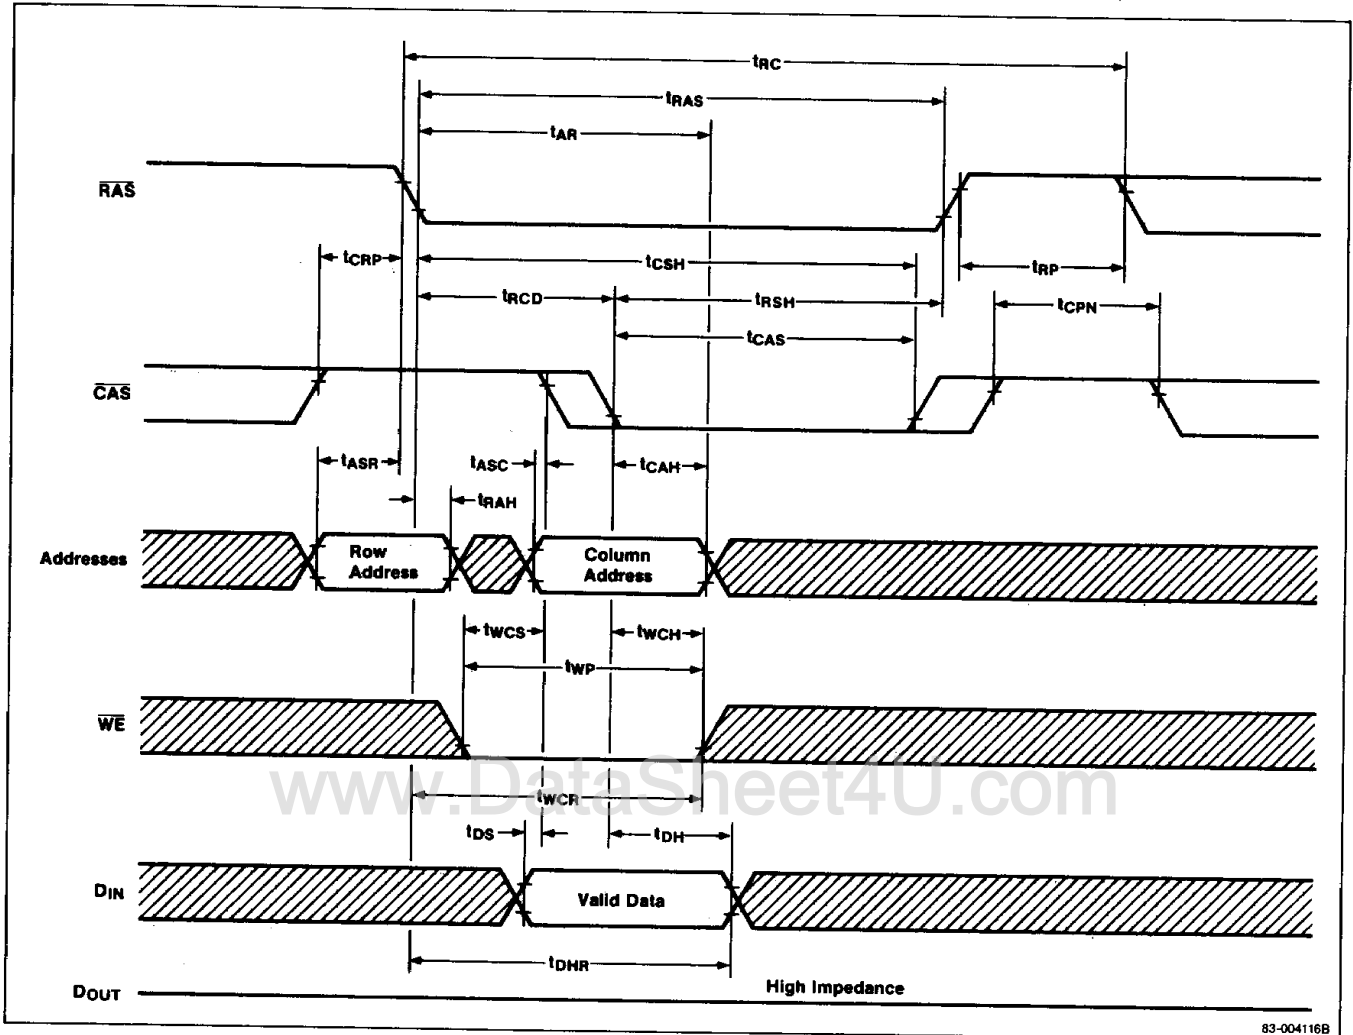 tRC
tRAS
tAR
RAS
tCRP
tCSH
tRP
tRCD
tRSH
tCPN
tCAS
CAS
tASR
tASC
tCAH
tRAH
Addresses
Row
Address
Column
Address
tWCS
tWCH
tWP
WE
www.DataSheet4U.com
tWCR
tDS
tDH
DIN
Valid Data
tDHR
DOUT
High Impedance
83-004116B